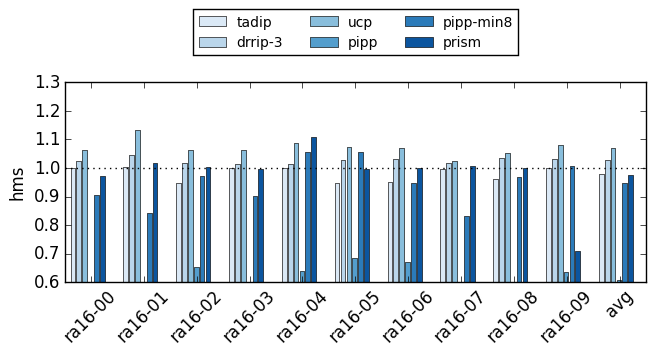 tadip ucp pipp-min8
drrip-3 pipp prism
1.3
1.2
1.1
1.0
0.9
0.8
0.7
0.6
hms
ra16-00 ra16-01 ra16-02 ra16-03 ra16-04 ra16-05 ra16-06 ra16-07 ra16-08 ra16-09 avg